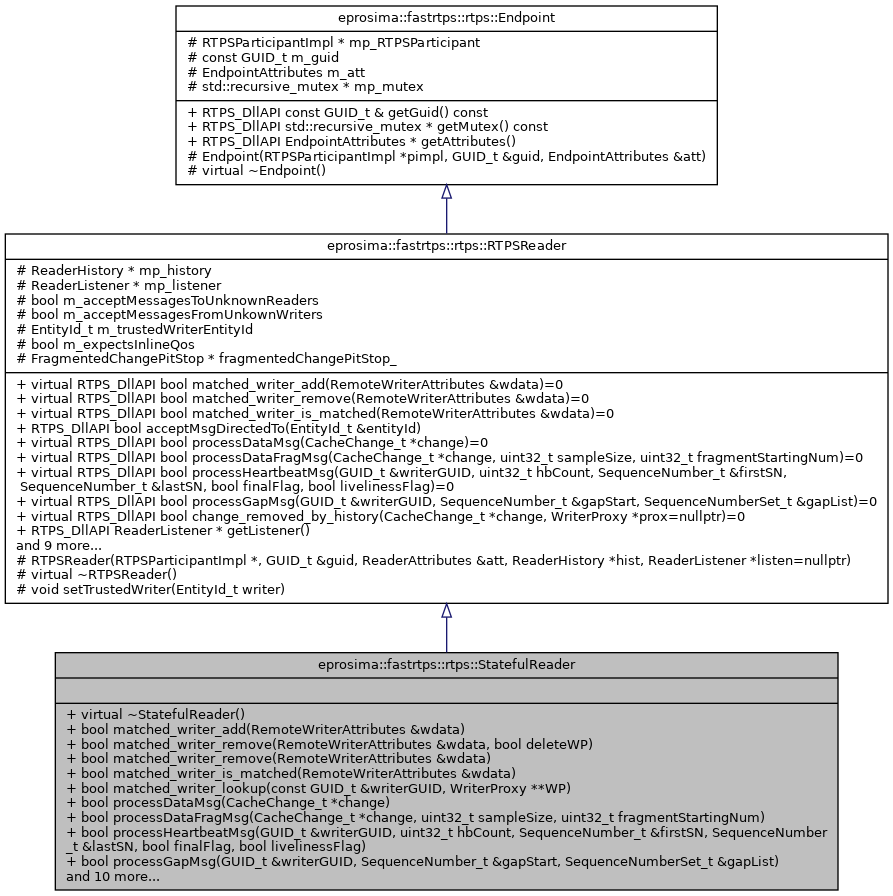 eprosima::fastrtps::rtps::Endpoint
# RTPSParticipantImpl * mp_RTPSParticipant
# const GUID_t m_guid
# EndpointAttributes m_att
# std::recursive_mutex * mp_mutex
+ RTPS_DllAPI const GUID_t & getGuid() const
+ RTPS_DllAPI std::recursive_mutex * getMutex() const
+ RTPS_DllAPI EndpointAttributes * getAttributes()
# Endpoint(RTPSParticipantImpl *pimpl, GUID_t &guid, EndpointAttributes &att)
# virtual ~Endpoint()
eprosima::fastrtps::rtps::RTPSReader
# ReaderHistory * mp_history
# ReaderListener * mp_listener
# bool m_acceptMessagesToUnknownReaders
# bool m_acceptMessagesFromUnkownWriters
# EntityId_t m_trustedWriterEntityId
# bool m_expectsInlineQos
# FragmentedChangePitStop * fragmentedChangePitStop_
+ virtual RTPS_DllAPI bool matched_writer_add(RemoteWriterAttributes &wdata)=0
+ virtual RTPS_DllAPI bool matched_writer_remove(RemoteWriterAttributes &wdata)=0
+ virtual RTPS_DllAPI bool matched_writer_is_matched(RemoteWriterAttributes &wdata)=0
+ RTPS_DllAPI bool acceptMsgDirectedTo(EntityId_t &entityId)
+ virtual RTPS_DllAPI bool processDataMsg(CacheChange_t *change)=0
+ virtual RTPS_DllAPI bool processDataFragMsg(CacheChange_t *change, uint32_t sampleSize, uint32_t fragmentStartingNum)=0
+ virtual RTPS_DllAPI bool processHeartbeatMsg(GUID_t &writerGUID, uint32_t hbCount, SequenceNumber_t &firstSN,
SequenceNumber_t &lastSN, bool finalFlag, bool livelinessFlag)=0
+ virtual RTPS_DllAPI bool processGapMsg(GUID_t &writerGUID, SequenceNumber_t &gapStart, SequenceNumberSet_t &gapList)=0
+ virtual RTPS_DllAPI bool change_removed_by_history(CacheChange_t *change, WriterProxy *prox=nullptr)=0
+ RTPS_DllAPI ReaderListener * getListener()
and 9 more...
# RTPSReader(RTPSParticipantImpl *, GUID_t &guid, ReaderAttributes &att, ReaderHistory *hist, ReaderListener *listen=nullptr)
# virtual ~RTPSReader()
# void setTrustedWriter(EntityId_t writer)
eprosima::fastrtps::rtps::StatefulReader
+ virtual ~StatefulReader()
+ bool matched_writer_add(RemoteWriterAttributes &wdata)
+ bool matched_writer_remove(RemoteWriterAttributes &wdata, bool deleteWP)
+ bool matched_writer_remove(RemoteWriterAttributes &wdata)
+ bool matched_writer_is_matched(RemoteWriterAttributes &wdata)
+ bool matched_writer_lookup(const GUID_t &writerGUID, WriterProxy **WP)
+ bool processDataMsg(CacheChange_t *change)
+ bool processDataFragMsg(CacheChange_t *change, uint32_t sampleSize, uint32_t fragmentStartingNum)
+ bool processHeartbeatMsg(GUID_t &writerGUID, uint32_t hbCount, SequenceNumber_t &firstSN, SequenceNumber
_t &lastSN, bool finalFlag, bool livelinessFlag)
+ bool processGapMsg(GUID_t &writerGUID, SequenceNumber_t &gapStart, SequenceNumberSet_t &gapList)
and 10 more...